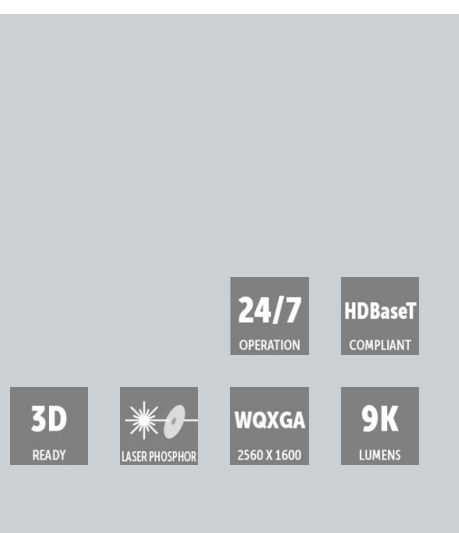 24/7
OPERATION
HDBaseT
COMPLIANT
3D
READY
LASER PHOSPHOR
WQXGA
2560 X 1600
9K
LUMENS